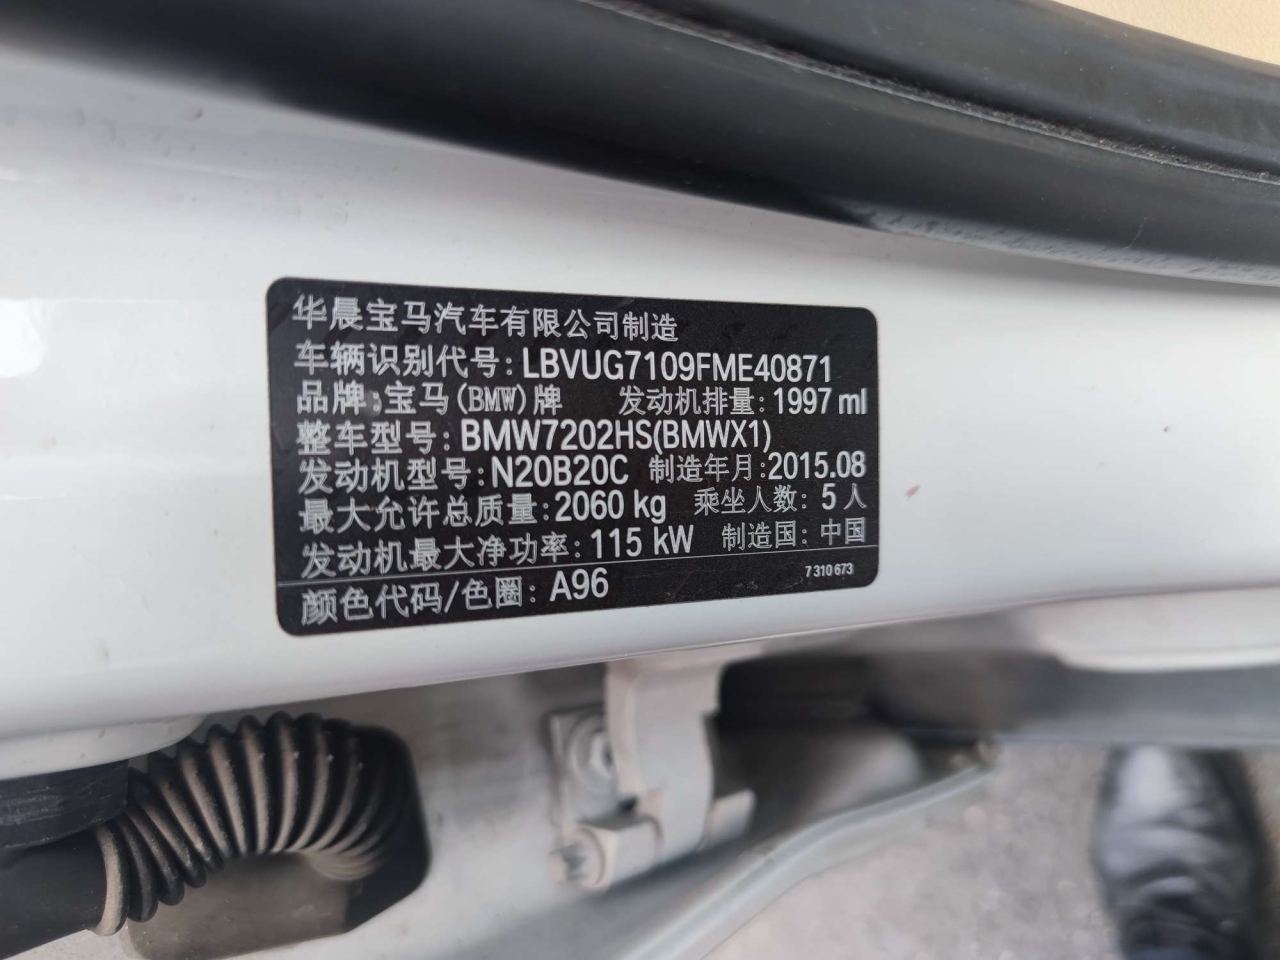 华晨宝马汽车有限公司制造
车辆识别代号: LBVUG7109FME40871
品牌:宝马(BMW)牌 发动机排量: 1997 ml
整车型号: BMW7202HS(BMWX1)
发动机型号: N20B20C 制造年月:2015.08
最大允许总质量: 2060 kg 乘坐人数: 5 人
发动机最大净功率: 115 kW 制造国: 中国
颜色代码/色圈: A96 7 310 673